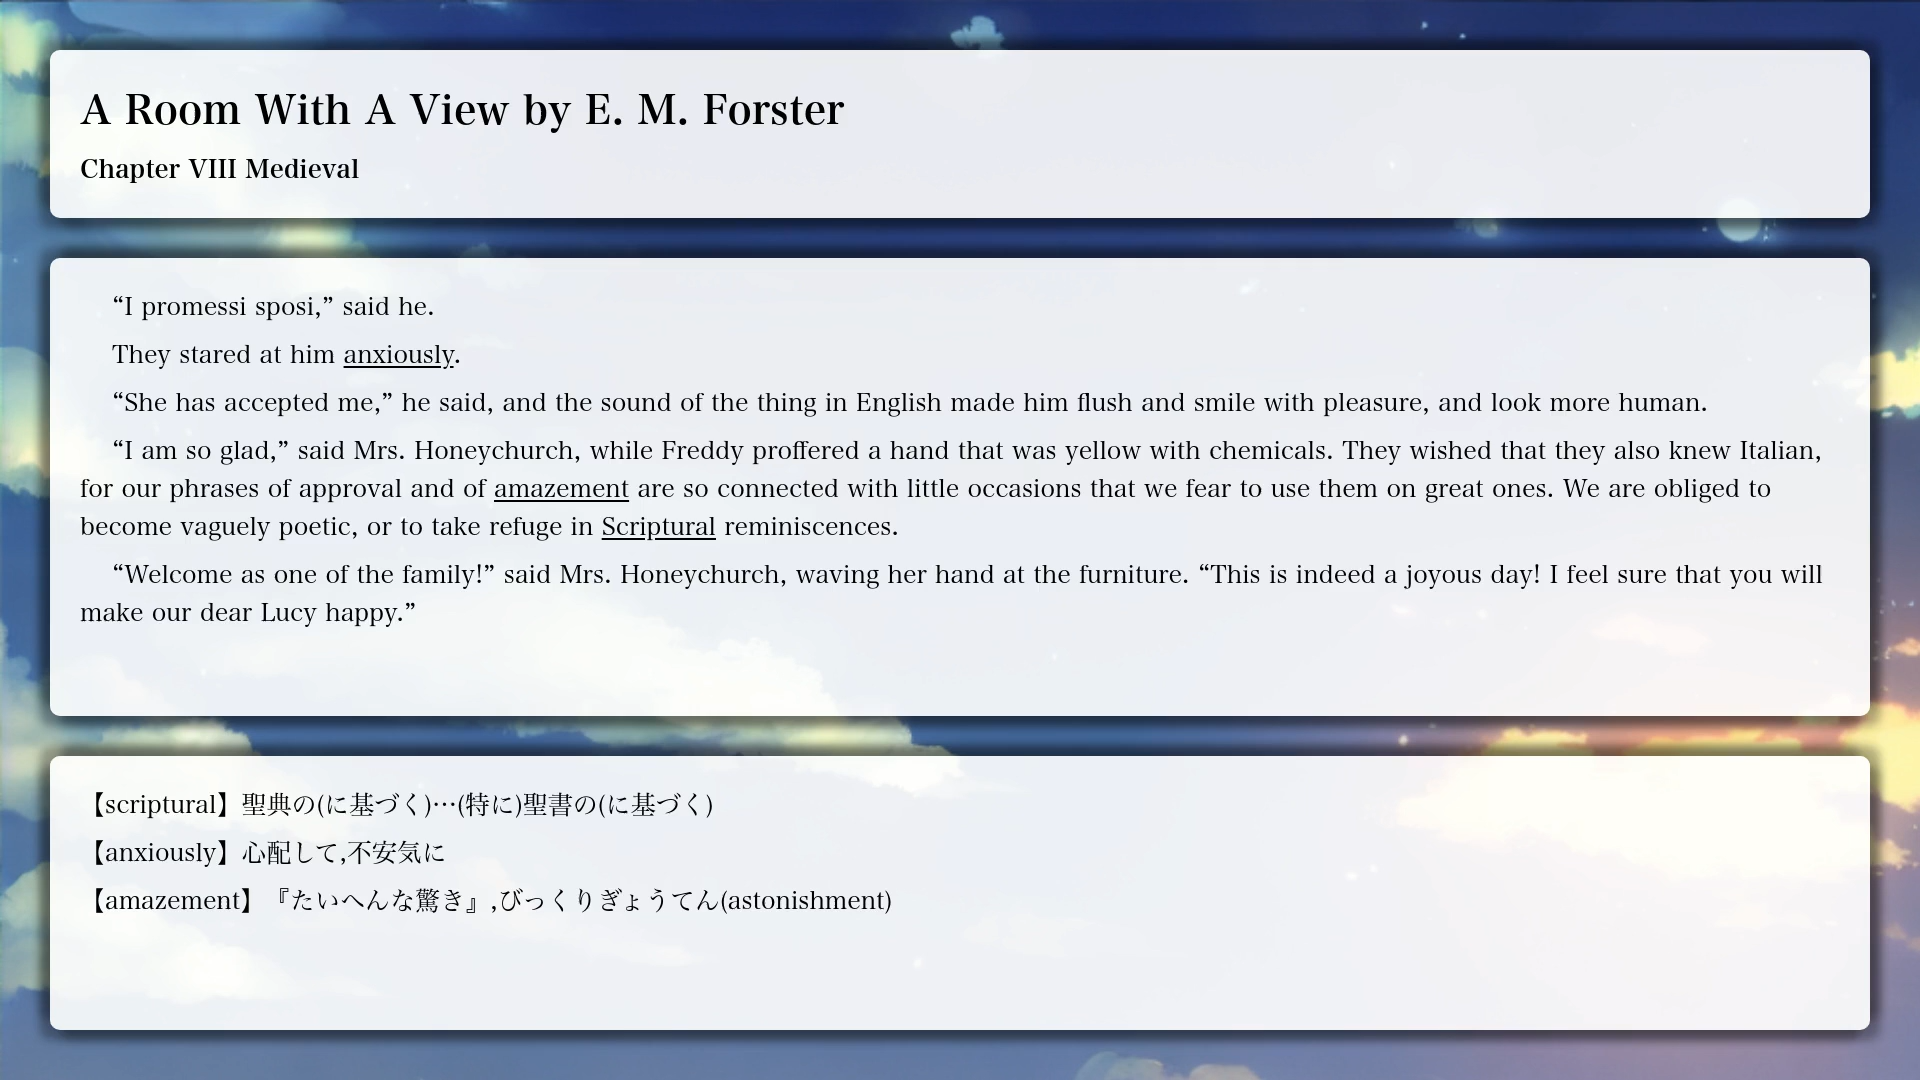 A Room With A View by E. M. Forster
Chapter VIII Medieval
“I promessi sposi,” said he.
They stared at him anxiously.
“She has accepted me,” he said, and the sound of the thing in English made him flush and smile with pleasure, and look more human.
“I am so glad,” said Mrs. Honeychurch, while Freddy proffered a hand that was yellow with chemicals. They wished that they also knew Italian,
for our phrases of approval and of amazement are so connected with little occasions that we fear to use them on great ones. We are obliged to
become vaguely poetic, or to take refuge in Scriptural reminiscences.
“Welcome as one of the family!” said Mrs. Honeychurch, waving her hand at the furniture. “This is indeed a joyous day! I feel sure that you will
make our dear Lucy happy.”
【scriptural】聖典の(に基づく)…(特に)聖書の(に基づく)
【anxiously】心配して,不安気に
【amazement】『たいへんな驚き』,びっくりぎょうてん(astonishment)